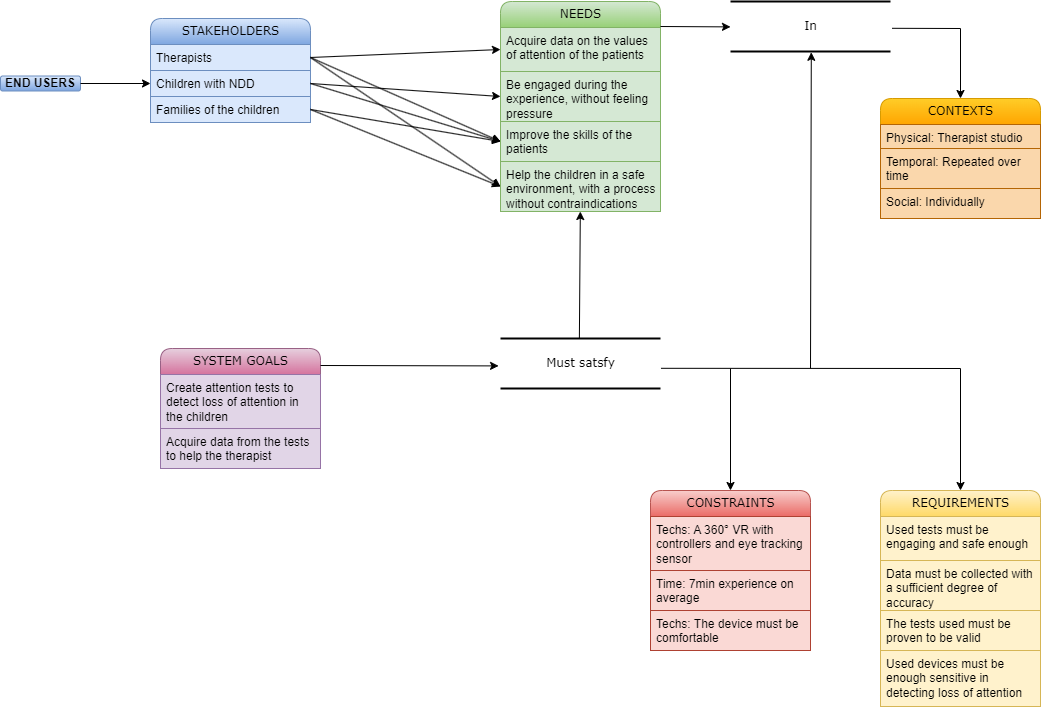 END USERS
STAKEHOLDERS
Therapists
Children with NDD
Families of the children
NEEDS
Acquire data on the values
of attention of the patients
Be engaged during the
experience, without feeling
pressure
Improve the skills of the
patients
Help the children in a safe
environment, with a process
without contraindications
In
CONTEXTS
Physical: Therapist studio
Temporal: Repeated over
time
Social: Individually
SYSTEM GOALS
Create attention tests to
detect loss of attention in
the children
Acquire data from the tests
to help the therapist
Must satsfy
CONSTRAINTS
Techs: A 360° VR with
controllers and eye tracking
sensor
Time: 7min experience on
average
Techs: The device must be
comfortable
REQUIREMENTS
Used tests must be
engaging and safe enough
Data must be collected with
a sufficient degree of
accuracy
The tests used must be
proven to be valid
Used devices must be
enough sensitive in
detecting loss of attention